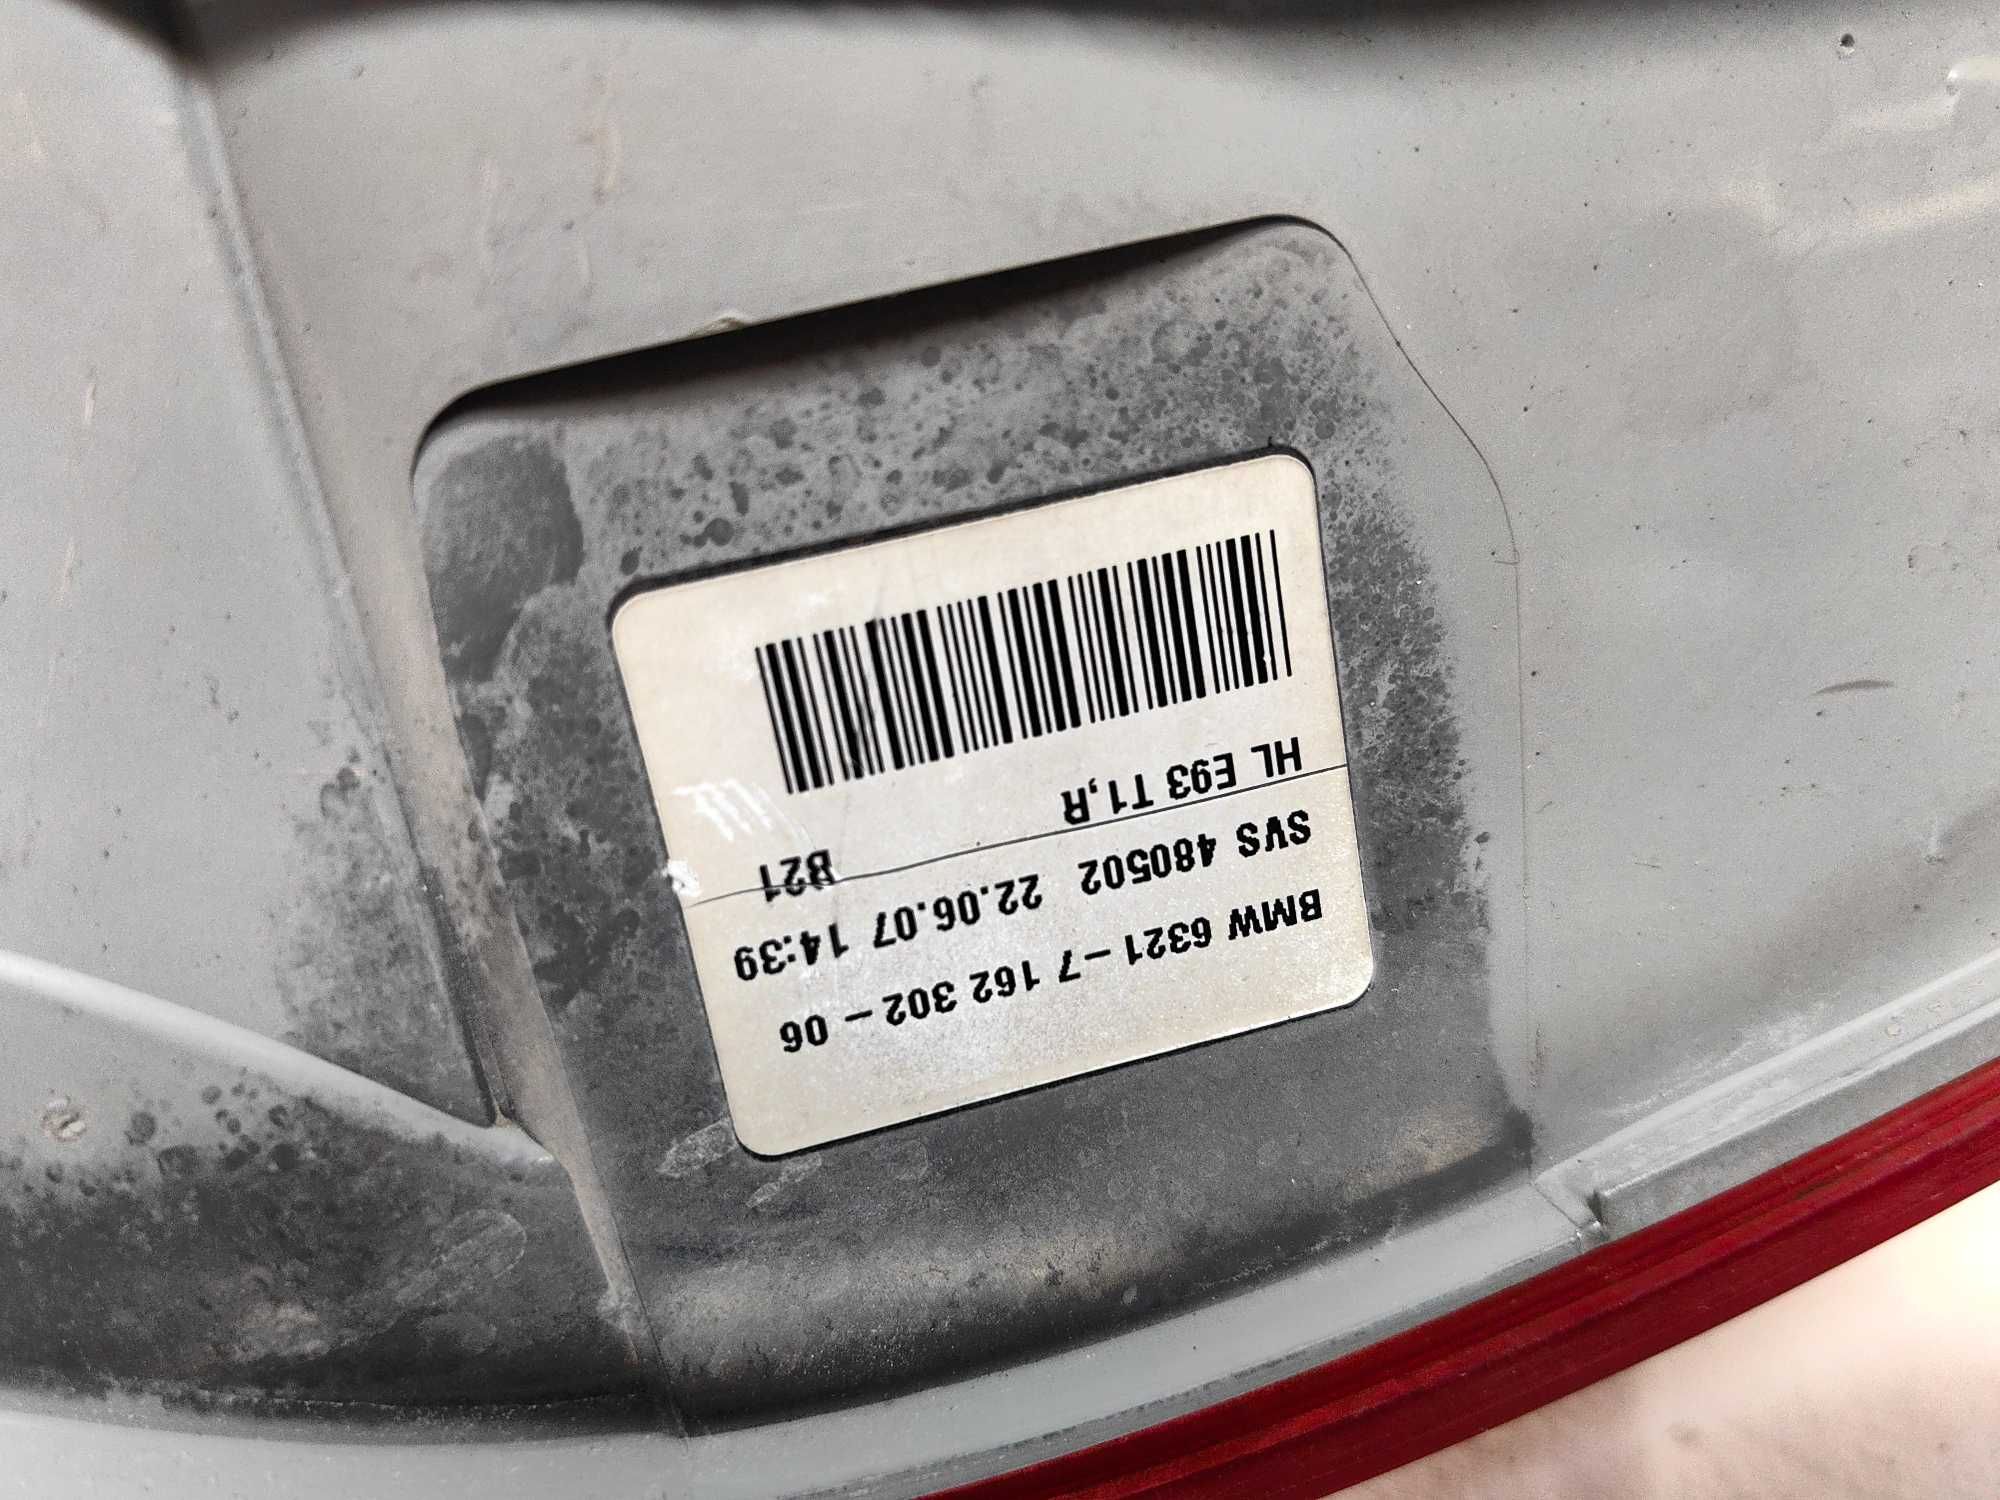 BMW 6321-7 162 302 - 06
SVS 480502 22.06.07 14:39
HL E93 T1,R B21